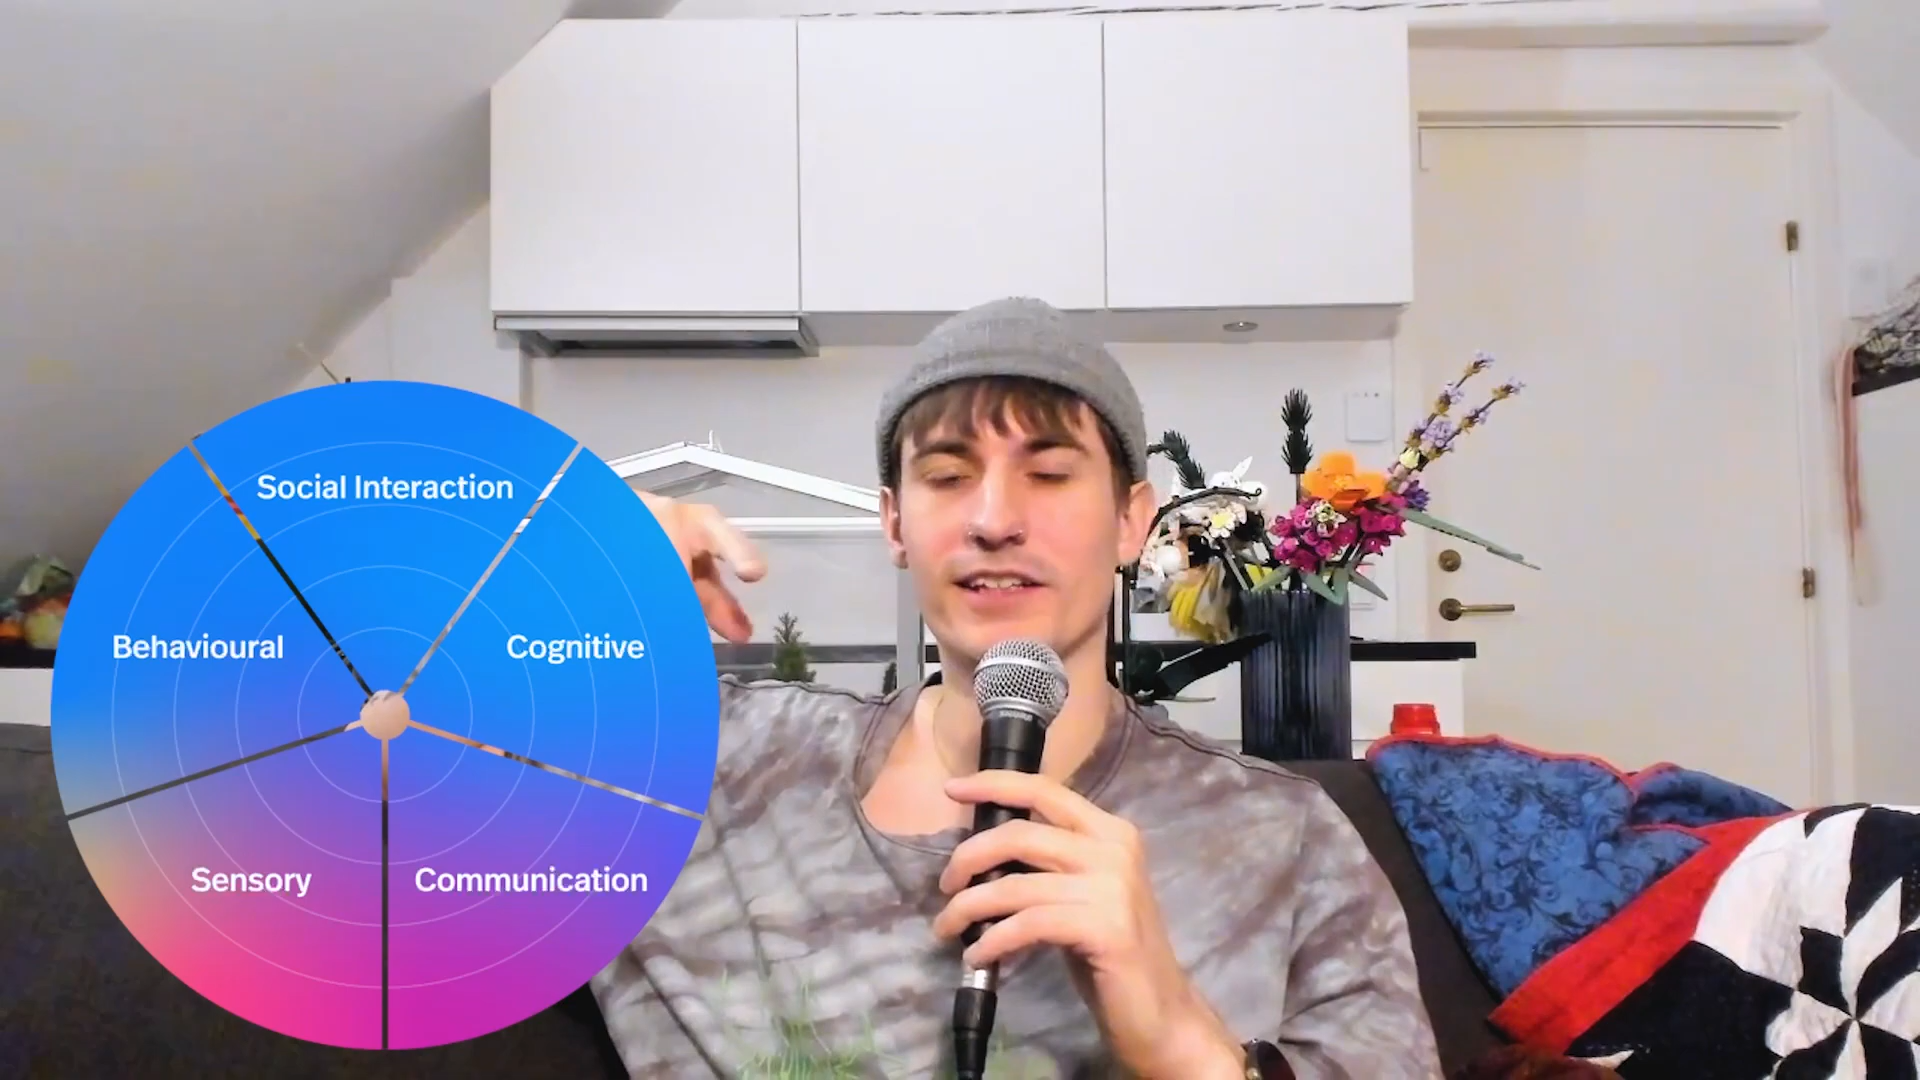 Social Interaction
Behavioural
Cognitive
Sensory
Communication